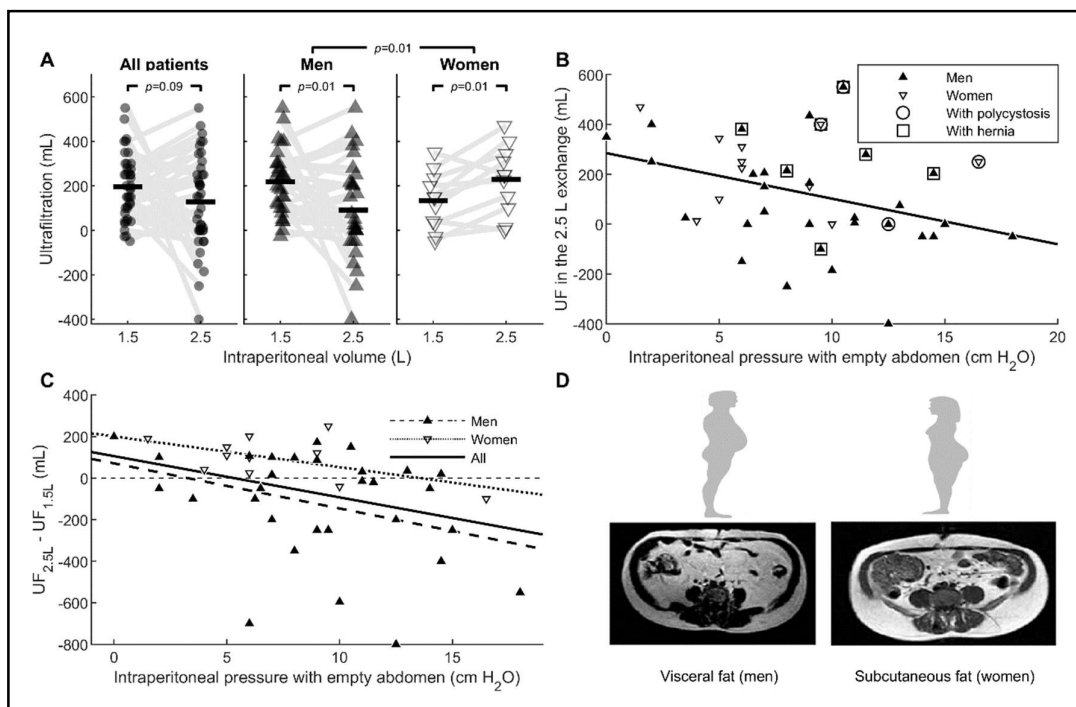 A
All patients
Men
Women
p=0.01
p=0.09
p=0.01
p=0.01
Ultrafiltration (mL)
600
400
200
0
-200
-400
1.5
2.5
1.5
2.5
1.5
2.5
Intraperitoneal volume (L)
B
UF in the 2.5 L exchange (mL)
600
400
200
0
-200
-400
0
5
10
15
20
Intraperitoneal pressure with empty abdomen (cm H2O)
Men
Women
With polycystosis
With hernia
C
UF2.5L - UF1.5L (mL)
400
200
0
-200
-400
-600
-800
0
5
10
15
Intraperitoneal pressure with empty abdomen (cm H2O)
Men
Women
All
D
Visceral fat (men)
Subcutaneous fat (women)